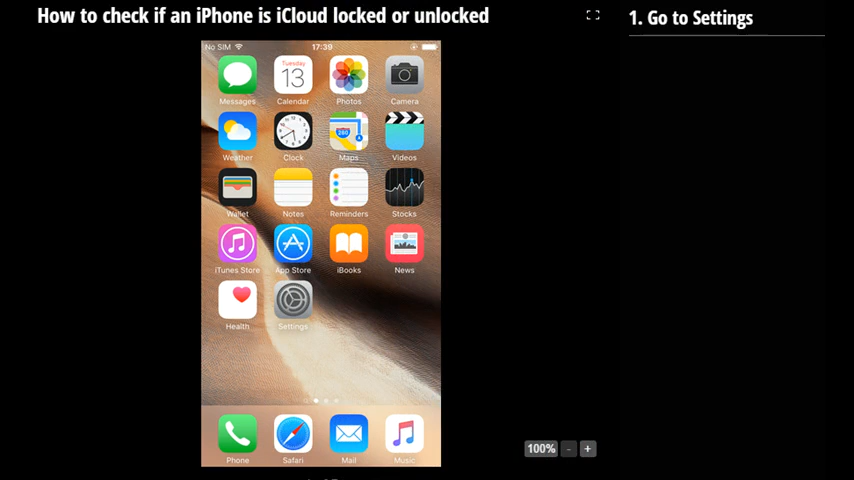 How to check if an iPhone is iCloud locked or unlocked
1. Go to Settings
No SIM 17:39
Tuesday
13
Messages Calendar Photos Camera
280
Weather Clock Maps Videos
Wallet Notes Reminders Stocks
iTunes Store App Store iBooks News
Health Settings
Phone Safari Mail Music
100% - +